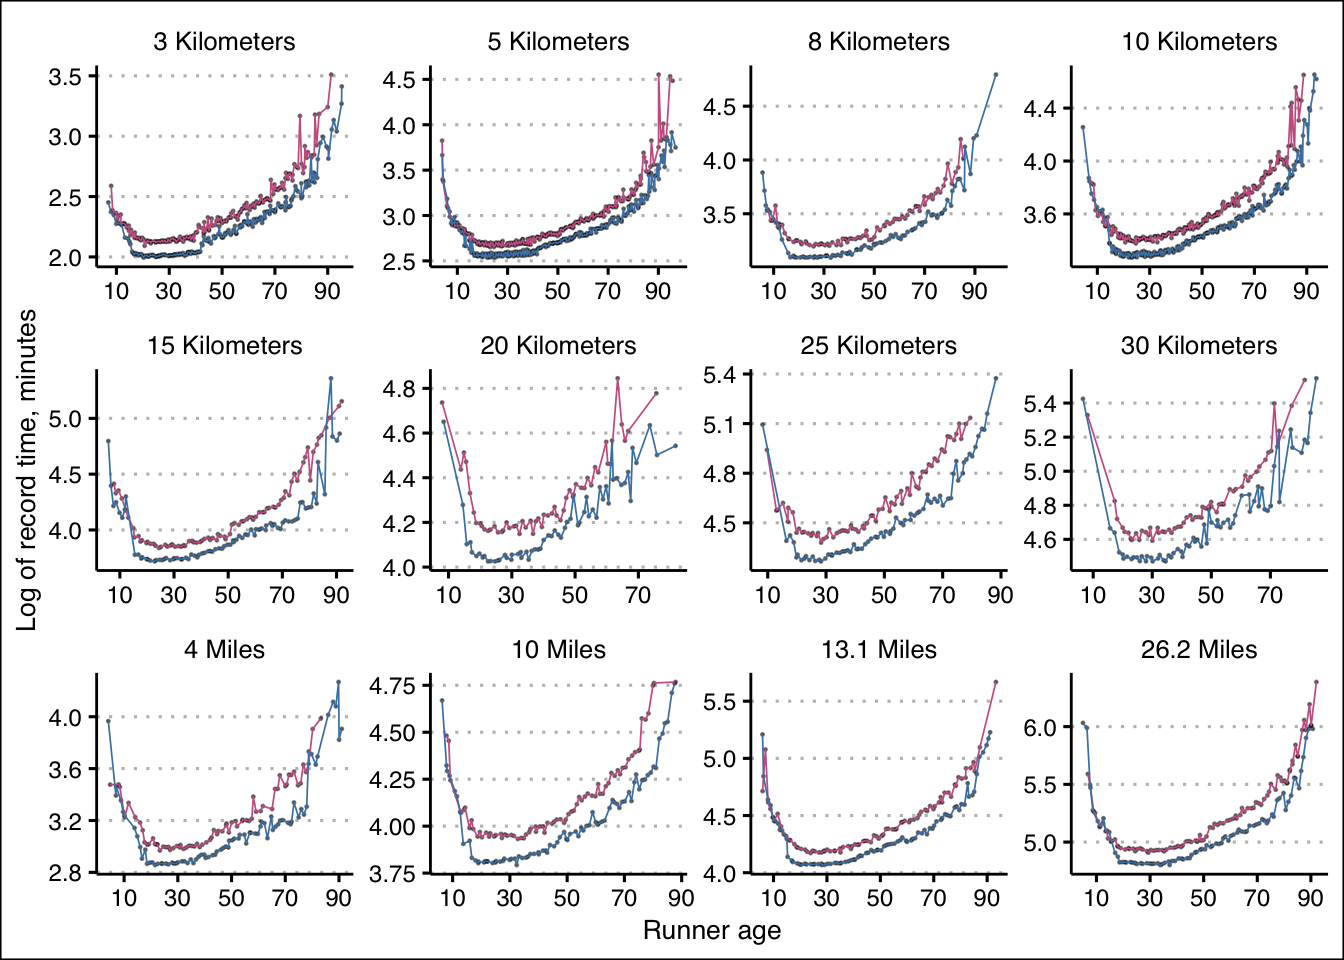 3 Kilometers
5 Kilometers
8 Kilometers
10 Kilometers
3.5
3.0
2.5
2.0
10 30 50 70 90
4.5
4.0
3.5
3.0
2.5
10 30 50 70 90
4.5
4.0
3.5
10 30 50 70 90
4.4
4.0
3.6
10 30 50 70 90
Log of record time, minutes
15 Kilometers
20 Kilometers
25 Kilometers
30 Kilometers
5.0
4.5
4.0
10 30 50 70 90
4.8
4.6
4.4
4.2
4.0
10 30 50 70
5.4
5.1
4.8
4.5
10 30 50 70 90
5.4
5.2
5.0
4.8
4.6
10 30 50 70
4 Miles
10 Miles
13.1 Miles
26.2 Miles
4.0
3.6
3.2
2.8
10 30 50 70 90
4.75
4.50
4.25
4.00
3.75
10 30 50 70 90
5.5
5.0
4.5
4.0
10 30 50 70 90
6.0
5.5
5.0
10 30 50 70 90
Runner age